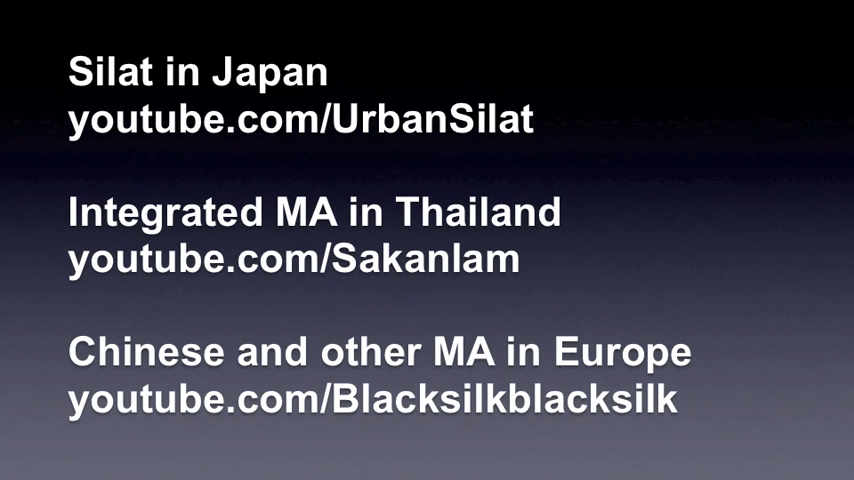 Silat in Japan
youtube.com/UrbanSilat
Integrated MA in Thailand
youtube.com/Sakanlam
Chinese and other MA in Europe
youtube.com/Blacksilkblacksilk